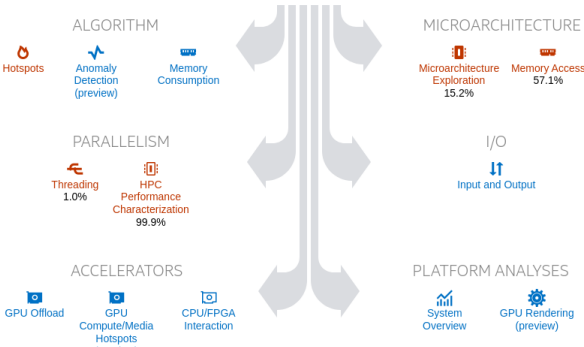 ALGORITHM
Hotspots
Anomaly
Detection
(preview)
Memory
Consumption
MICROARCHITECTURE
Microarchitecture
Exploration
15.2%
Memory Access
57.1%
PARALLELISM
Threading
1.0%
HPC
Performance
Characterization
99.9%
I/O
Input and Output
ACCELERATORS
GPU Offload
GPU
Compute/Media
Hotspots
CPU/FPGA
Interaction
PLATFORM ANALYSES
System
Overview
GPU Rendering
(preview)